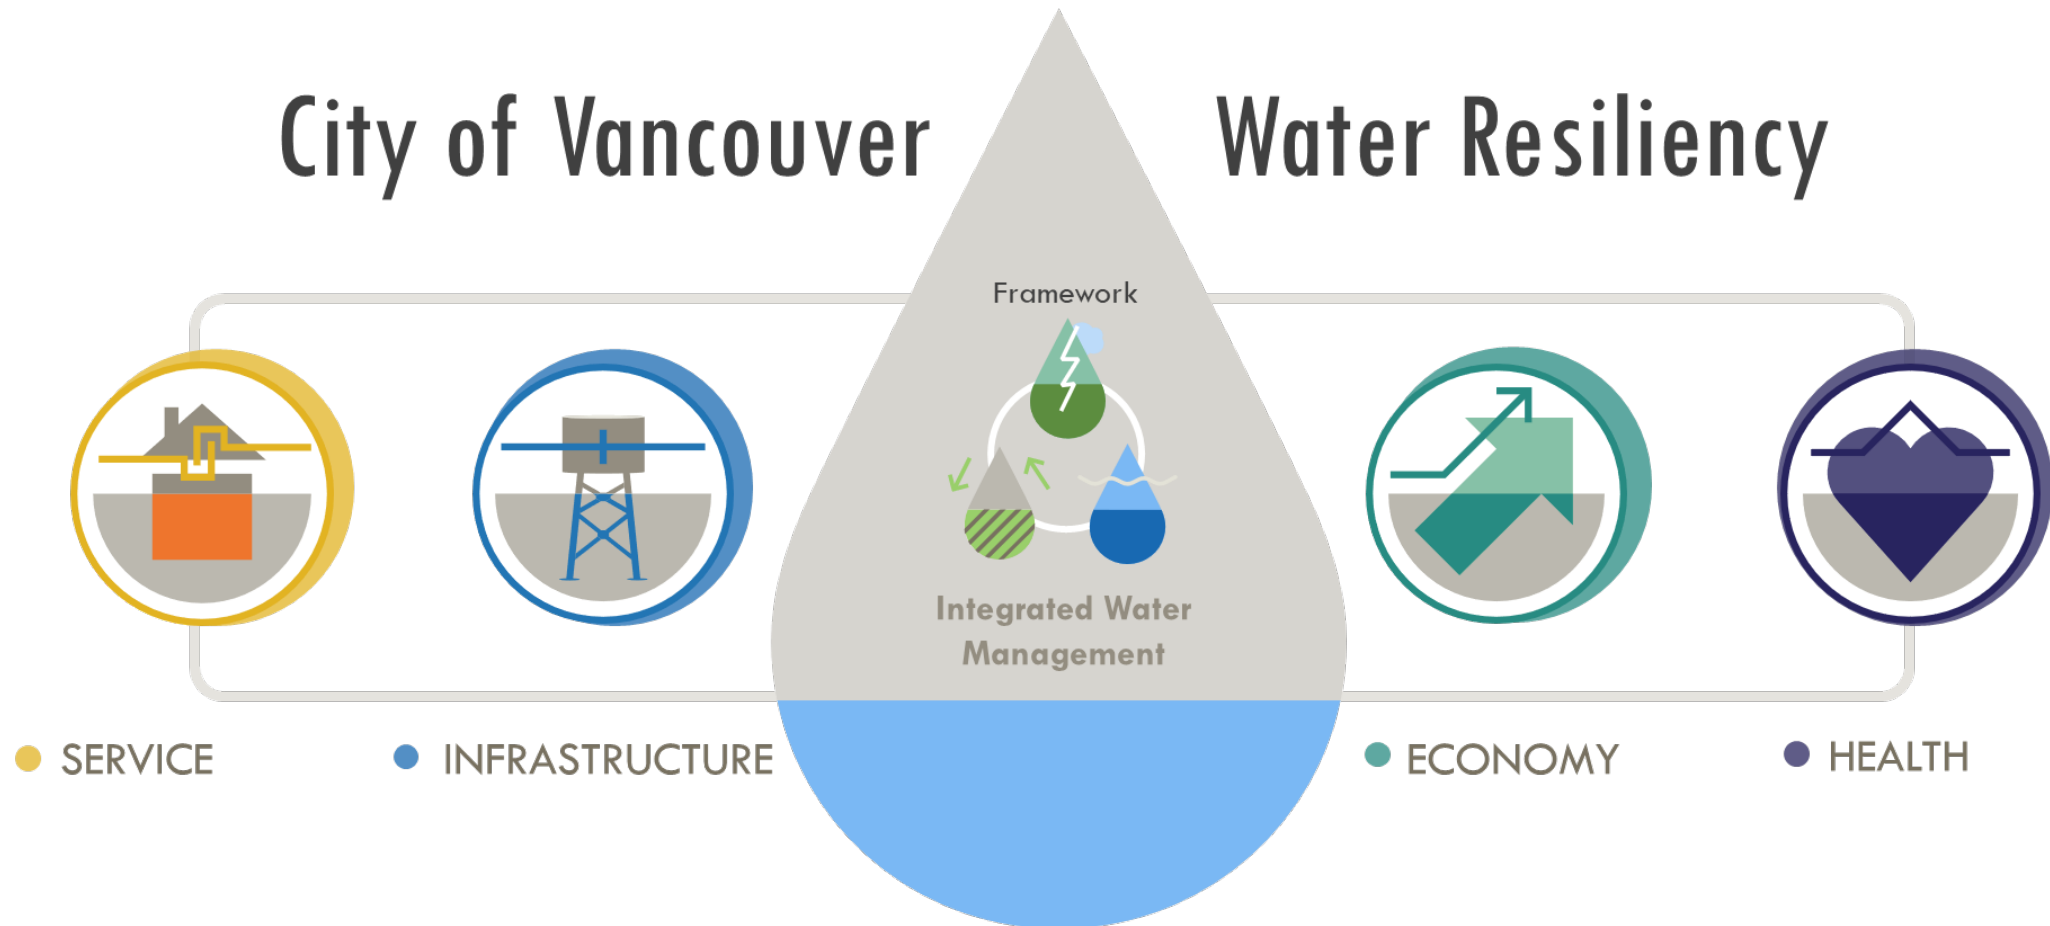 City of Vancouver
Water Resiliency
Framework
Integrated Water
Management
SERVICE
INFRASTRUCTURE
ECONOMY
HEALTH